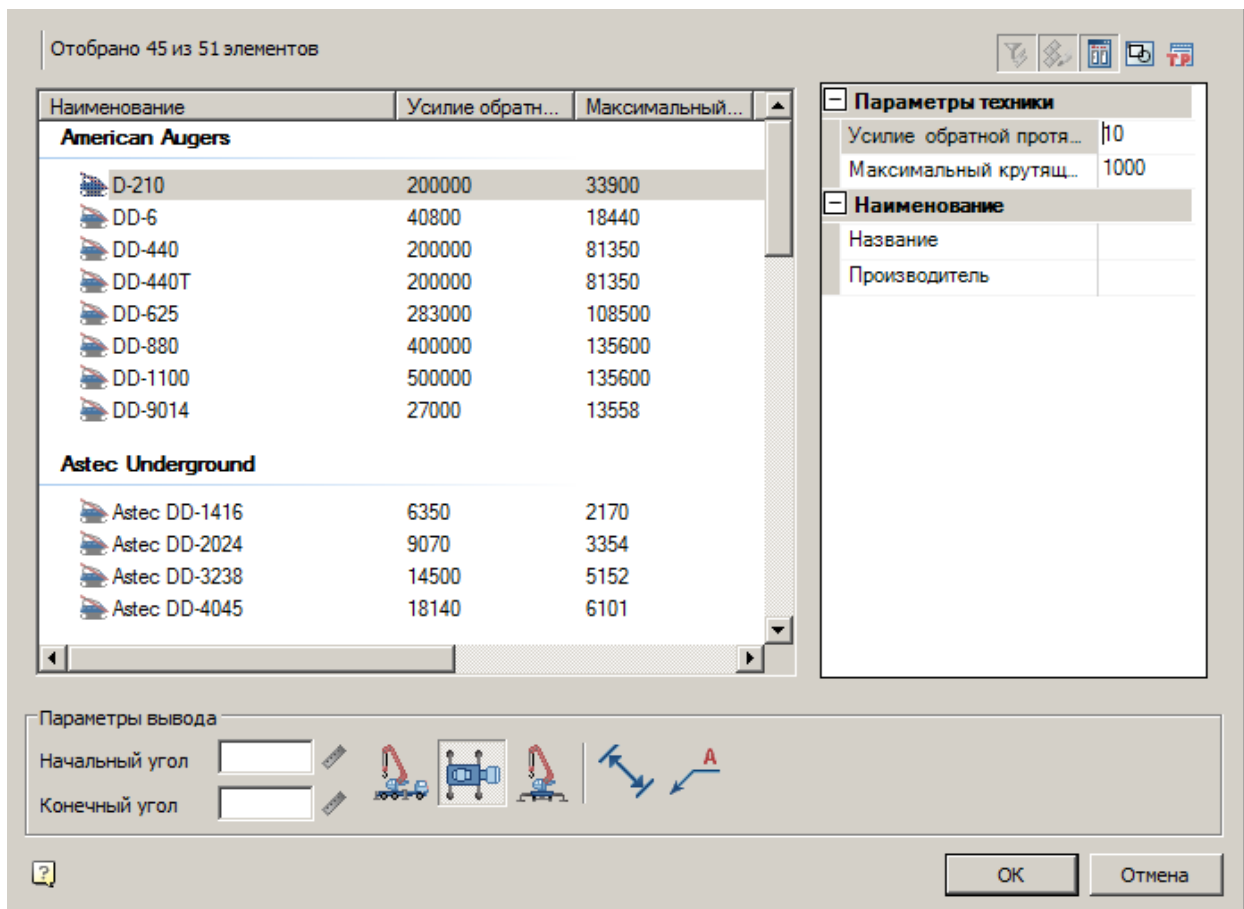 Отобрано 45 из 51 элементов
Т.Р.
Наименование Усилие обратн... Максимальный...
American Augers
D-210 200000 33900
DD-6 40800 18440
DD-440 200000 81350
DD-440T 200000 81350
DD-625 283000 108500
DD-880 400000 135600
DD-1100 500000 135600
DD-9014 27000 13558
Astec Underground
Astec DD-1416 6350 2170
Astec DD-2024 9070 3354
Astec DD-3238 14500 5152
Astec DD-4045 18140 6101
Параметры техники
Усилие обратной протя... 10
Максимальный крутящ... 1000
Наименование
Название
Производитель
Параметры вывода
Начальный угол
Конечный угол
A
?
ОК Отмена